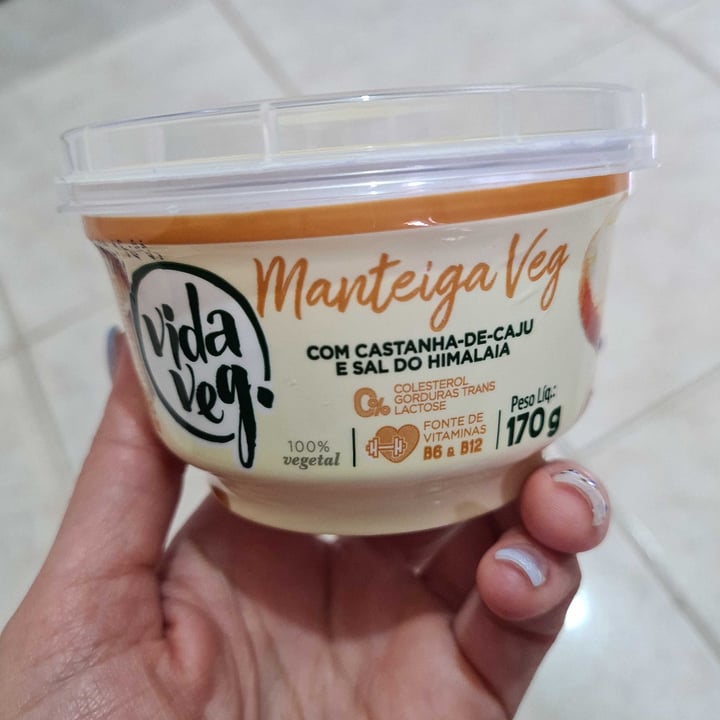 vida
veg.
Manteiga Veg
COM CASTANHA-DE-CAJU
E SAL DO HIMALAIA
0%
COLESTEROL
GORDURAS TRANS
LACTOSE
FONTE DE
VITAMINAS
B6 & B12
100%
vegetal
Peso Líq.:
170 g